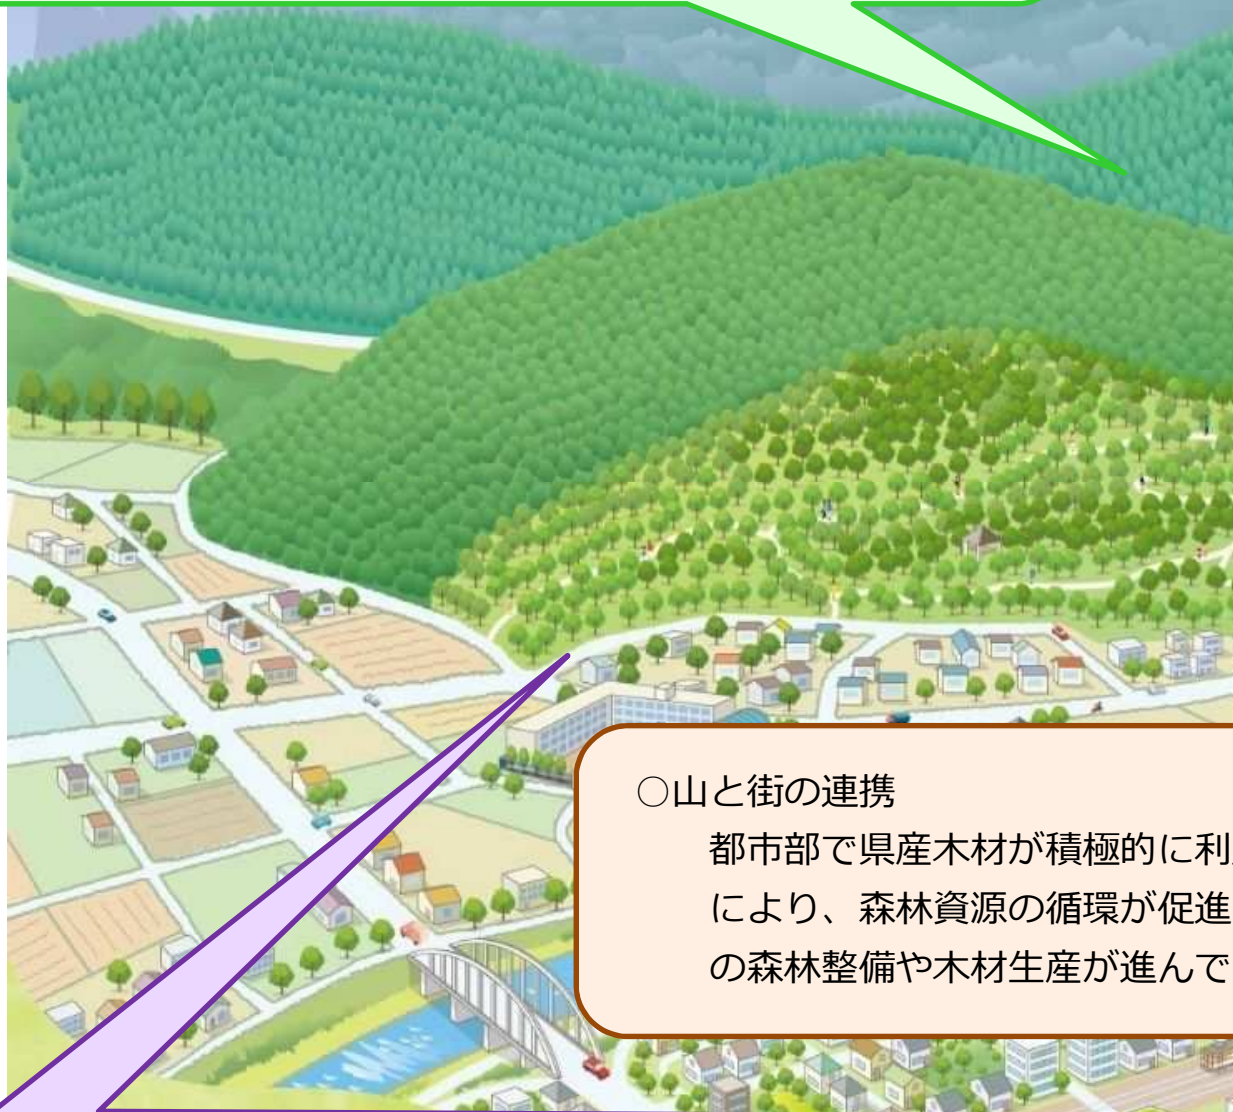 ○山と街の連携
都市部で県産木材が積極的に利
により、森林資源の循環が促進
の森林整備や木材生産が進んで